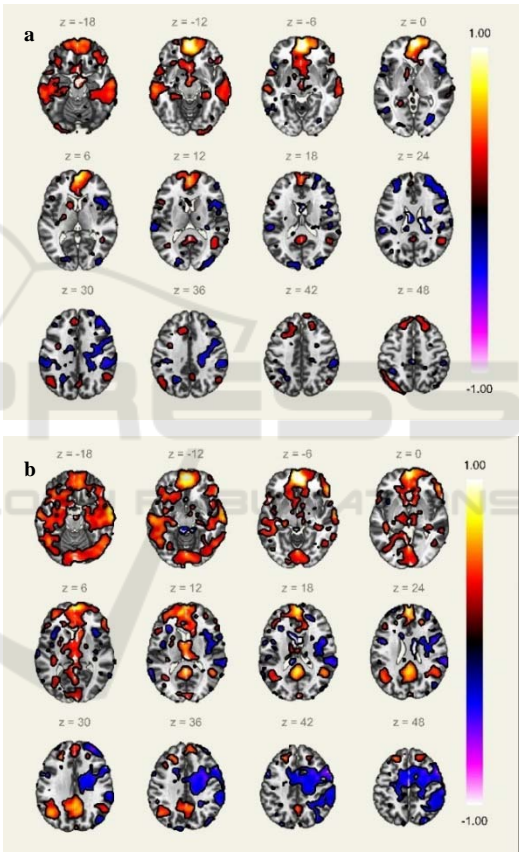 a
z = -18 z = -12 z = -6 z = 0
1.00
z = 6 z = 12 z = 18 z = 24
z = 30 z = 36 z = 42 z = 48
-1.00
b
z = -18 z = -12 z = -6 z = 0
1.00
z = 6 z = 12 z = 18 z = 24
z = 30 z = 36 z = 42 z = 48
-1.00